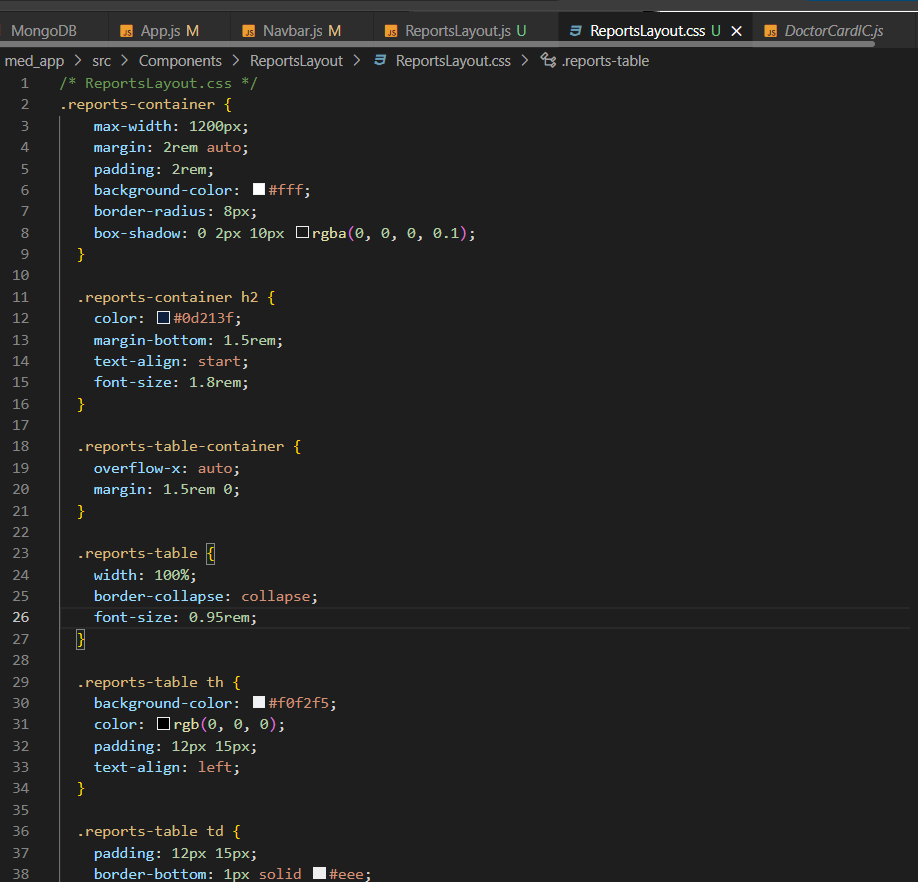 MongoDB
JS App.js M
JS Navbar.js M
JS ReportsLayout.js U
ReportsLayout.css U ×
JS DoctorCardIC.js
med_app > src > Components > ReportsLayout > ReportsLayout.css > .reports-table
1 /* ReportsLayout.css */
2 .reports-container {
3 max-width: 1200px;
4 margin: 2rem auto;
5 padding: 2rem;
6 background-color: #fff;
7 border-radius: 8px;
8 box-shadow: 0 2px 10px rgba(0, 0, 0, 0.1);
9 }
10
11 .reports-container h2 {
12 color: #0d213f;
13 margin-bottom: 1.5rem;
14 text-align: start;
15 font-size: 1.8rem;
16 }
17
18 .reports-table-container {
19 overflow-x: auto;
20 margin: 1.5rem 0;
21 }
22
23 .reports-table {
24 width: 100%;
25 border-collapse: collapse;
26 font-size: 0.95rem;
27 }
28
29 .reports-table th {
30 background-color: #f0f2f5;
31 color: rgb(0, 0, 0);
32 padding: 12px 15px;
33 text-align: left;
34 }
35
36 .reports-table td {
37 padding: 12px 15px;
38 border-bottom: 1px solid #eee;